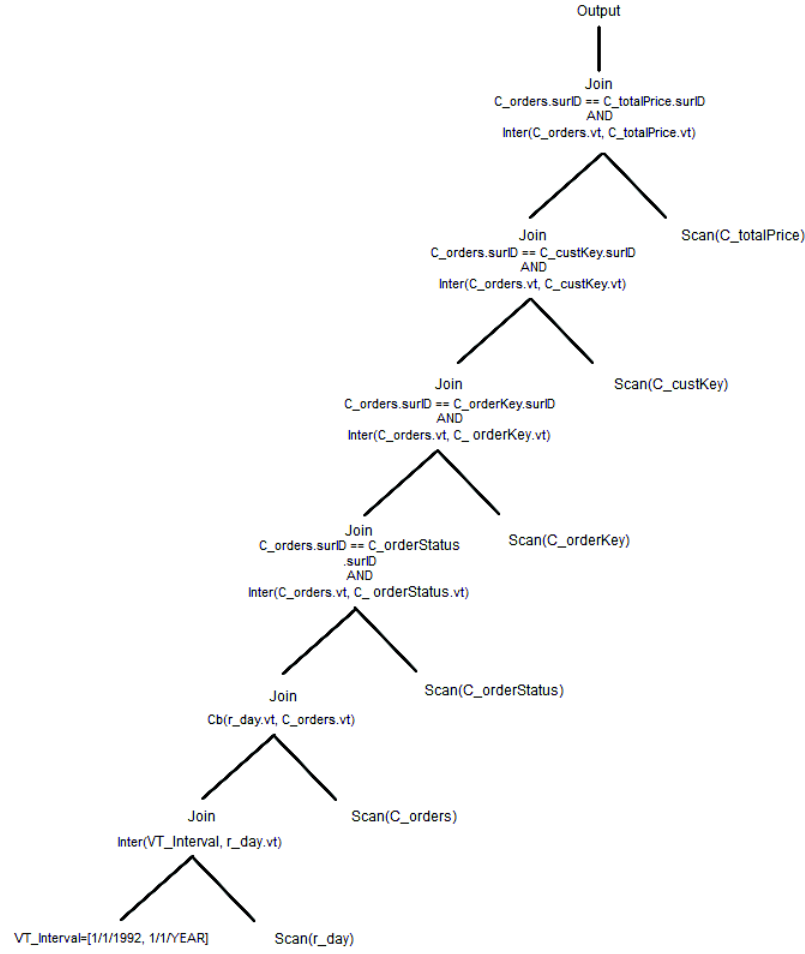 Output
Join
C_orders.surID == C_totalPrice.surID
AND
Inter(C_orders.vt, C_totalPrice.vt)
Join
Scan(C_totalPrice)
C_orders.surID == C_custKey.surID
AND
Inter(C_orders.vt, C_custKey.vt)
Join
Scan(C_custKey)
C_orders.surID == C_orderKey.surID
AND
Inter(C_orders.vt, C_ orderKey.vt)
Join
Scan(C_orderKey)
C_orders.surID == C_orderStatus
.surID
AND
Inter(C_orders.vt, C_ orderStatus.vt)
Join
Scan(C_orderStatus)
Cb(r_day.vt, C_orders.vt)
Join
Scan(C_orders)
Inter(VT_Interval, r_day.vt)
VT_Interval=[1/1/1992, 1/1/YEAR]
Scan(r_day)